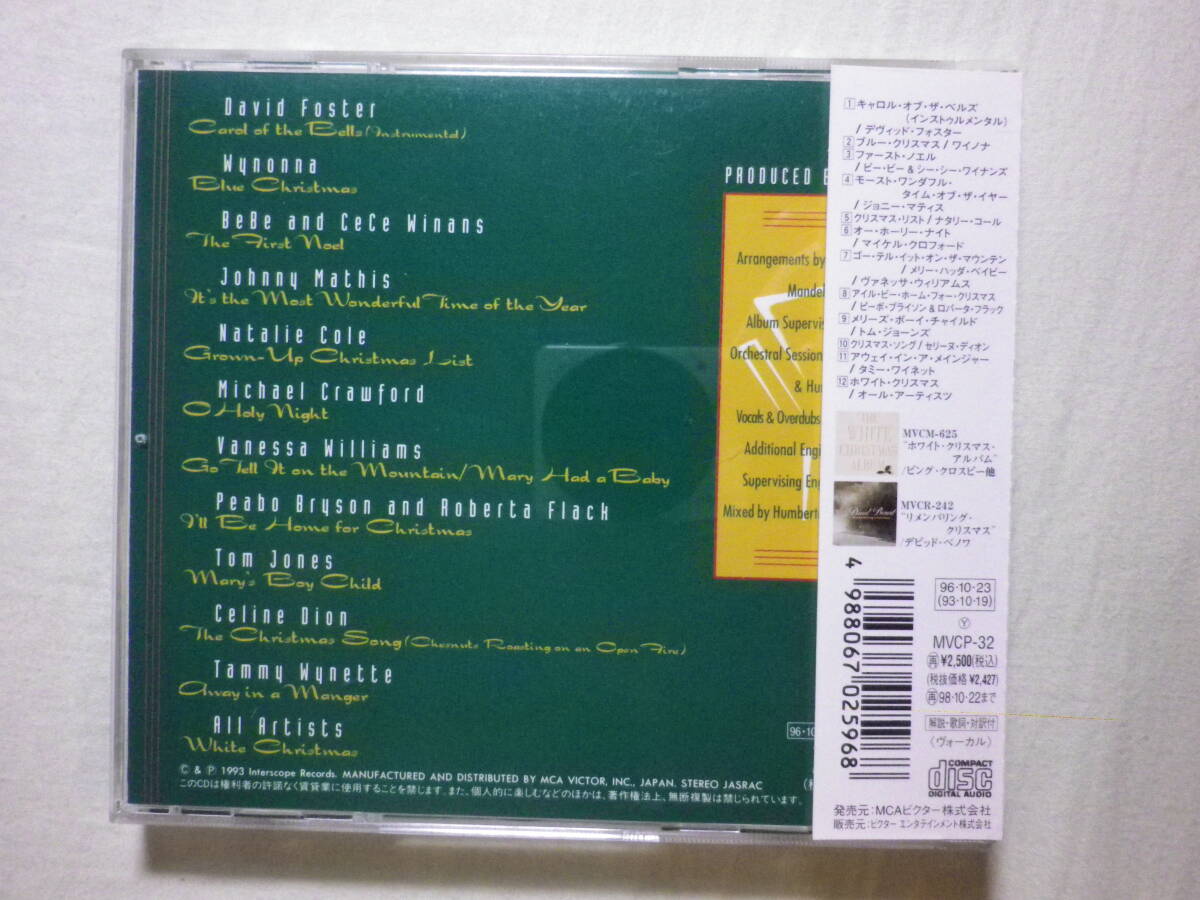 David Foster
Carol of the Bells (Instrumental)
Wynonna
Blue Christmas
BeBe and CeCe Winans
The First Noel
Johnny Mathis
It's the Most Wonderful Time of the Year
Natalie Cole
Grown-Up Christmas List
Michael Crawford
O Holy Night
Vanessa Williams
Go Tell It on the Mountain/Mary Had a Baby
Peabo Bryson and Roberta Flack
I'll Be Home for Christmas
Tom Jones
Mary's Boy Child
Celine Dion
The Christmas Song (Chesnuts Roasting on an Open Fire)
Tammy Wynette
Away in a Manger
All Artists
White Christmas
© & ℗ 1993 Interscope Records. MANUFACTURED AND DISTRIBUTED BY MCA VICTOR, INC., JAPAN. STEREO JASRAC
このCDは権利者の許諾なく賃貸業に使用することを禁じます。また、個人的に楽しむなどのほかは、著作権法上、無断複製は禁じられています。
PRODUCED
Arrangements by
Mandel
Album Supervis
Orchestral Session
& Hu
Vocals & Overdubs
Additional Eng
Supervising Eng
Mixed by Humberto
96・10
1 キャロル・オブ・ザ・ベルズ
(インストゥルメンタル)
/ デヴィッド・フォスター
2 ブルー・クリスマス / ワイノナ
3 ファースト・ノエル
/ ビー・ビー & シー・シー・ワイナンズ
4 モースト・ワンダフル・
タイム・オブ・ザ・イヤー
/ ジョニー・マティス
5 クリスマス・リスト / ナタリー・コール
6 オー・ホーリー・ナイト
/ マイケル・クロフォード
7 ゴー・テル・イット・オン・ザ・マウンテン
/ メリー・ハッダ・ベイビー
/ ヴァネッサ・ウィリアムス
8 アイル・ビー・ホーム・フォー・クリスマス
/ ピーボ・ブライソン & ロバータ・フラック
9 メリーズ・ボーイ・チャイルド
/ トム・ジョーンズ
10 クリスマス・ソング / セリーヌ・ディオン
11 アウェイ・イン・ア・メインジャー
/ タミー・ワイネット
12 ホワイト・クリスマス
/ オール・アーティスツ
THE WHITE CHRISTMAS ALBUM
MVCM-625
"ホワイト・クリスマス・
アルバム"
/ビング・クロスビー他
David Benoit
MVCR-242
"リメンバリング・
クリスマス"
/デビッド・ベノワ
4 988067 025968
96・10・23
(93・10・19)
Y
MVCP-32
再 ¥2,500(税込)
(税抜価格 ¥2,427)
再 98・10・22まで
解説・歌詞・対訳付
〈ヴォーカル〉
COMPACT
disc
DIGITAL AUDIO
発売元:MCAビクター株式会社
販売元:ビクター エンタテインメント株式会社